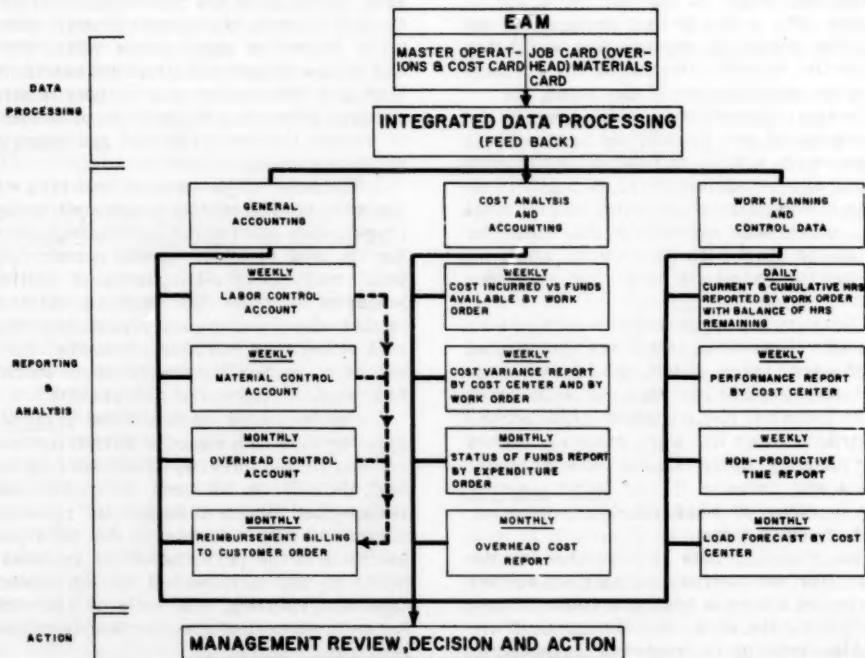 EAM
MASTER OPERAT-
IONS & COST CARD
JOB CARD (OVER-
HEAD) MATERIALS
CARD
DATA
PROCESSING
INTEGRATED DATA PROCESSING
(FEED BACK)
GENERAL
ACCOUNTING
COST ANALYSIS
AND
ACCOUNTING
WORK PLANNING
AND
CONTROL DATA
REPORTS
&
ANALYSIS
WEEKLY
LABOR CONTROL
ACCOUNT
WEEKLY
COST INCURRED VS FUNDS
AVAILABLE BY WORK
ORDER
DAILY
CURRENT & CUMULATIVE HRS
REPORTED BY WORK ORDER
WITH BALANCE OF HRS
REMAINING
WEEKLY
MATERIAL CONTROL
ACCOUNT
WEEKLY
COST VARIANCE REPORT
BY COST CENTER AND BY
WORK ORDER
WEEKLY
PERFORMANCE REPORT
BY COST CENTER
MONTHLY
OVERHEAD CONTROL
ACCOUNT
MONTHLY
STATUS OF FUNDS REPORT
BY EXPENDITURE
ORDER
WEEKLY
NON-PRODUCTIVE
TIME REPORT
MONTHLY
REIMBURSEMENT BILLING
TO CUSTOMER ORDER
MONTHLY
OVERHEAD COST
REPORT
MONTHLY
LOAD FORECAST BY COST
CENTER
ACTION
MANAGEMENT REVIEW, DECISION AND ACTION